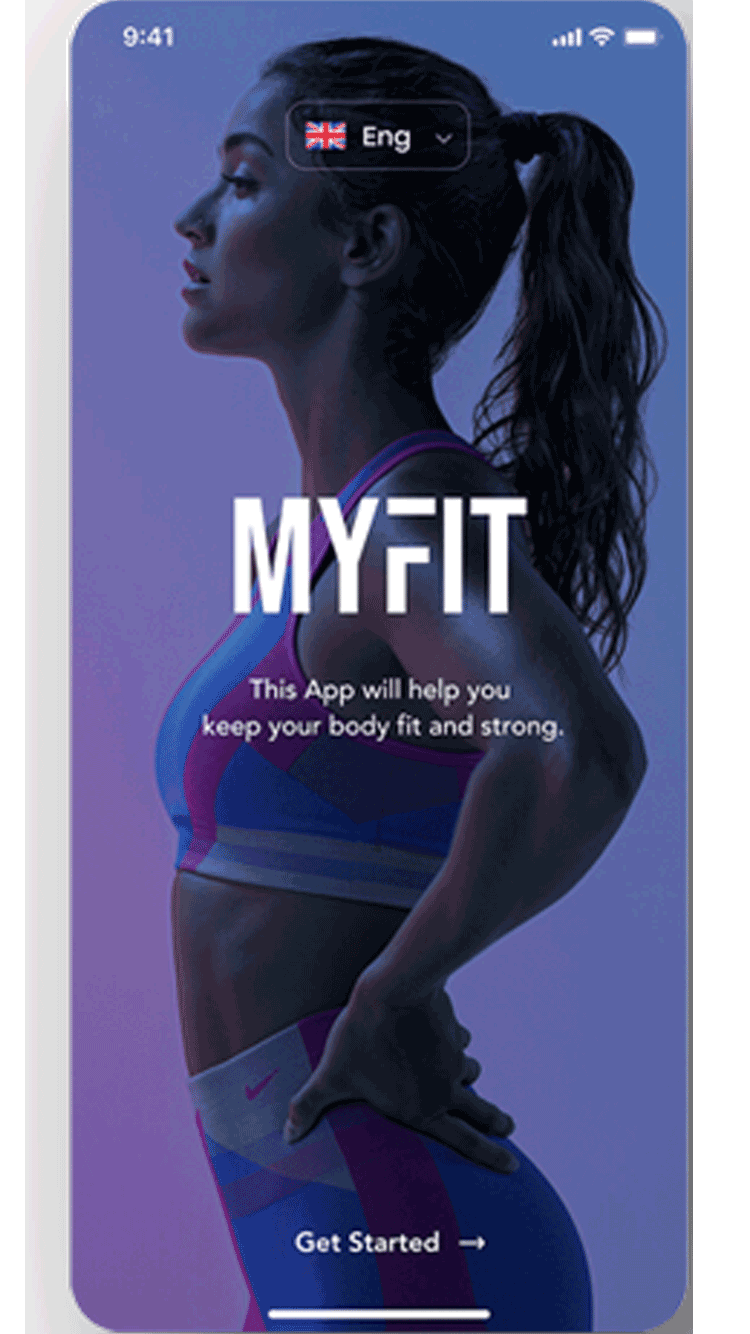 9:41
Eng
MYFIT
This App will help you
keep your body fit and strong.
Get Started →